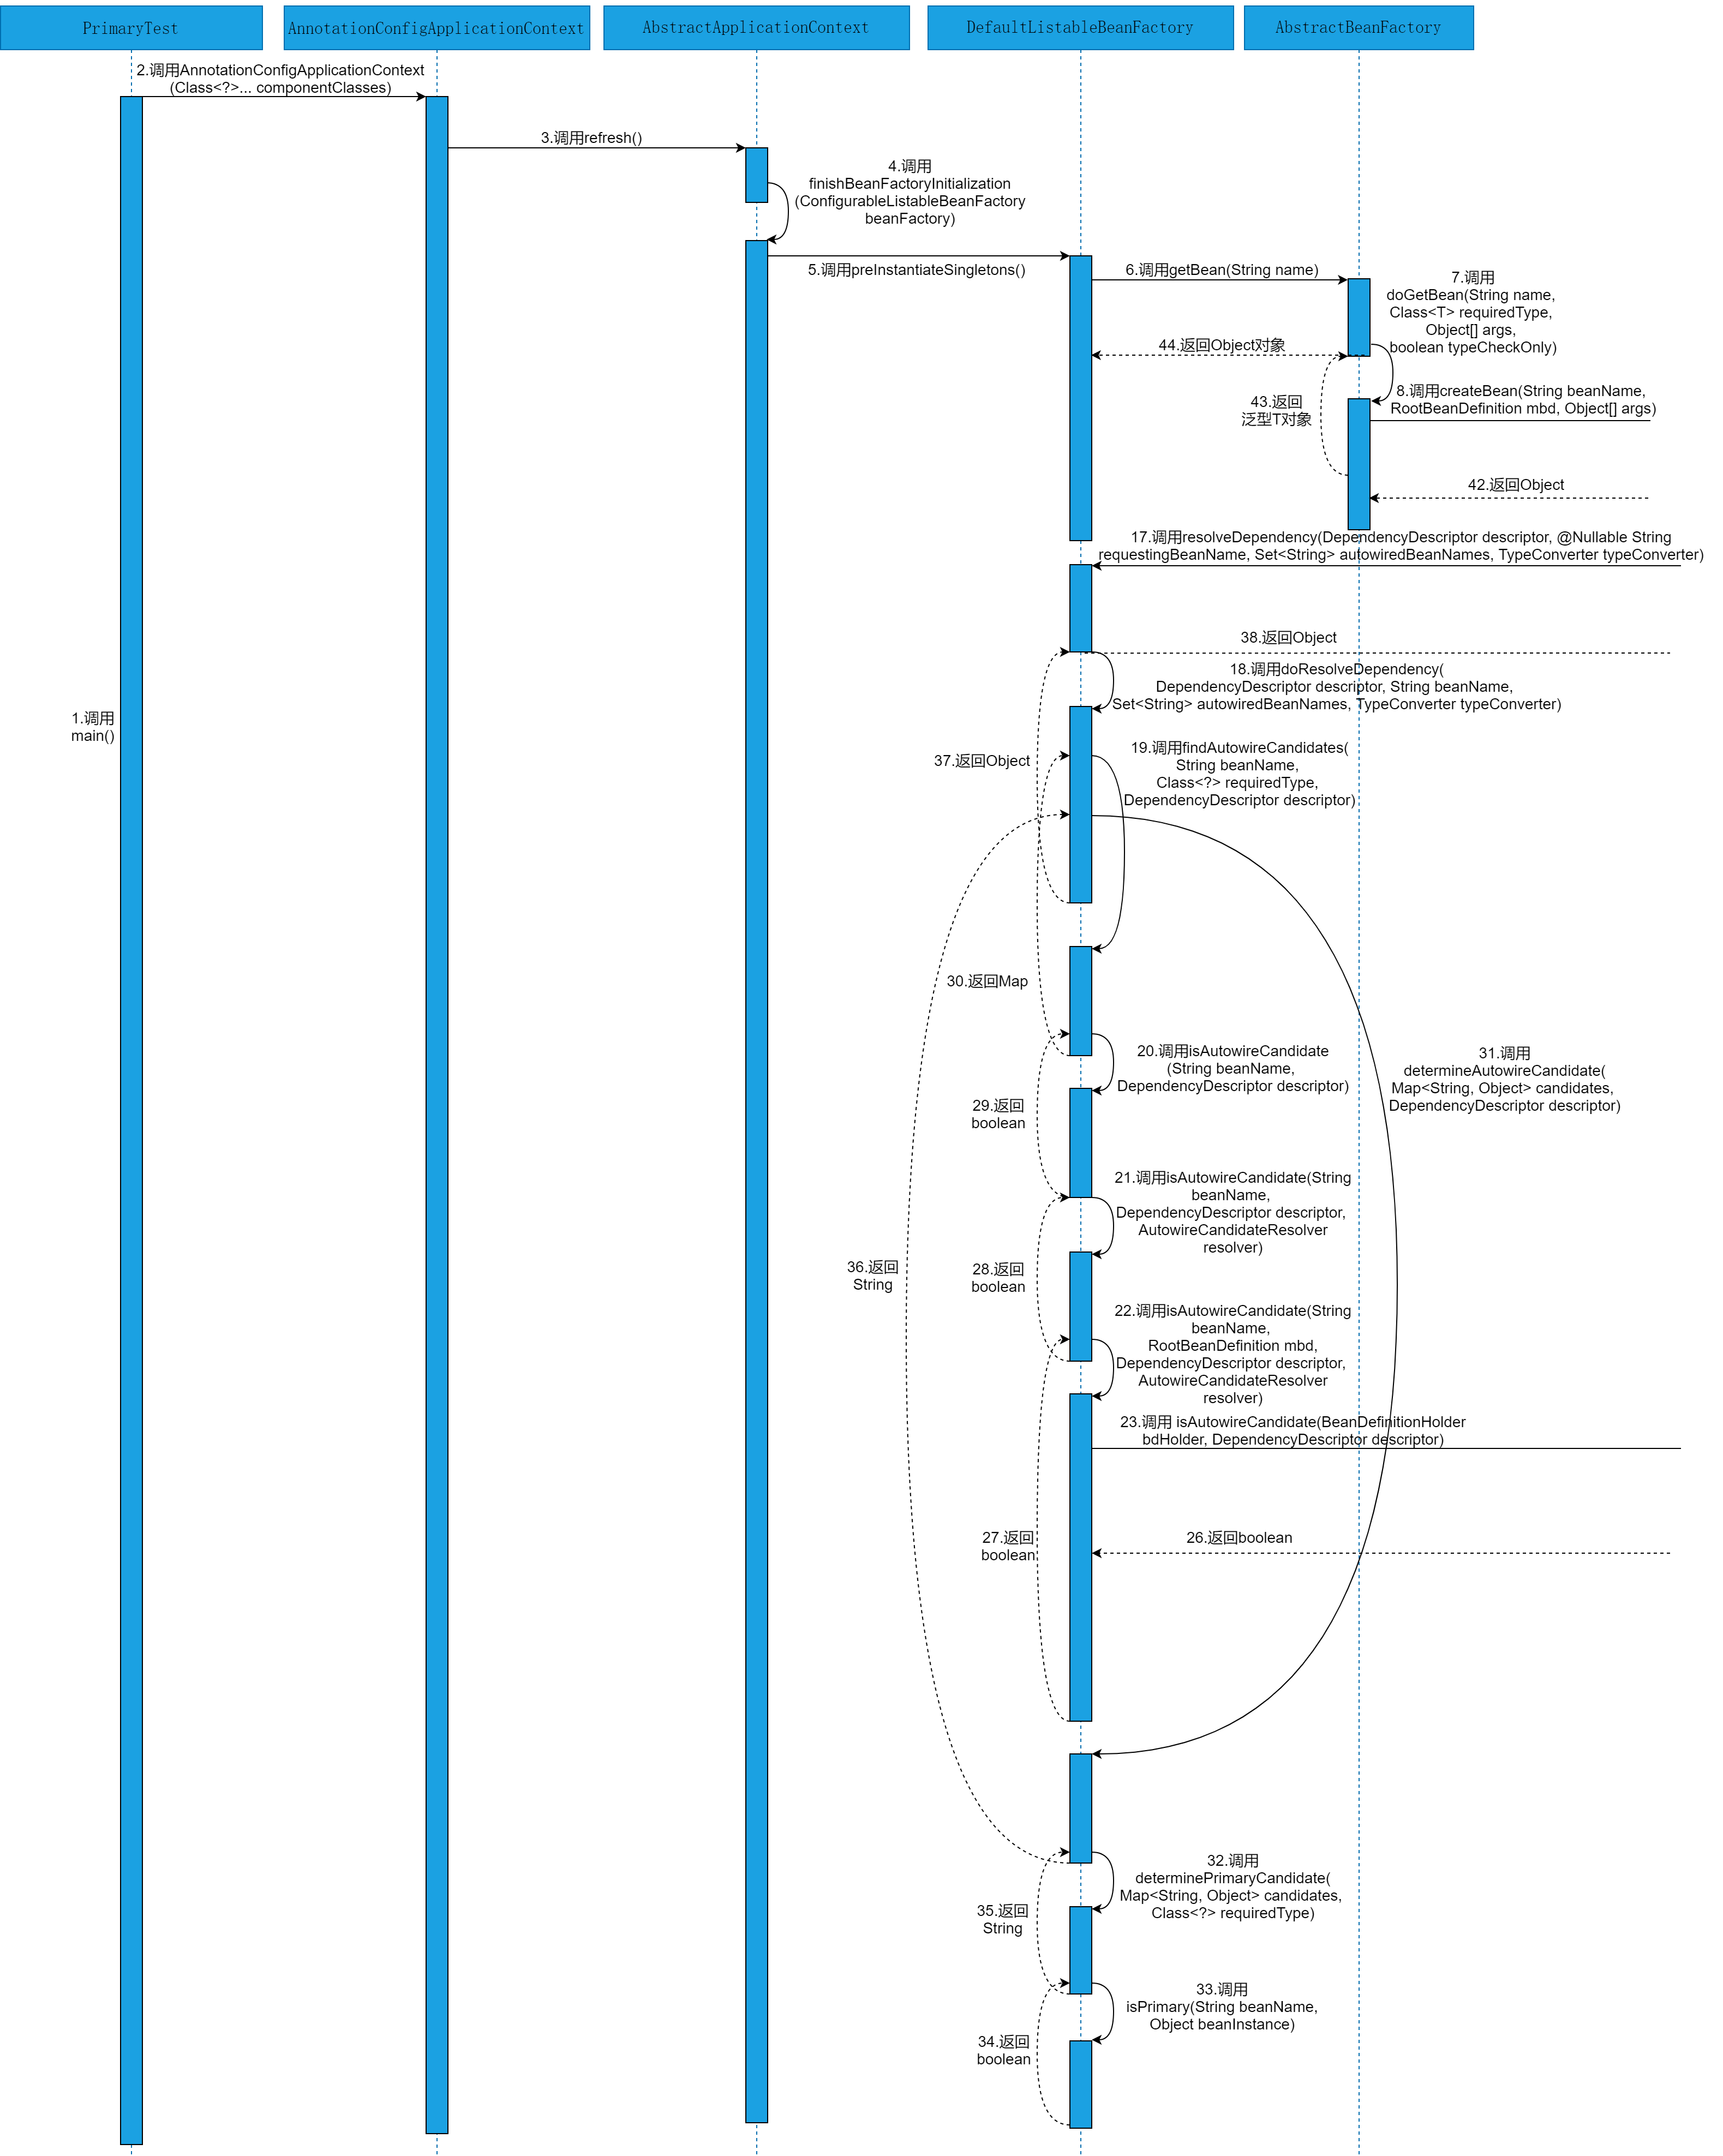 PrimaryTest
AnnotationConfigApplicationContext
AbstractApplicationContext
DefaultListableBeanFactory
AbstractBeanFactory
2.调用AnnotationConfigApplicationContext
(Class<?>... componentClasses)
3.调用refresh()
4.调用
finishBeanFactoryInitialization
(ConfigurableListableBeanFactory
beanFactory)
5.调用preInstantiateSingletons()
6.调用getBean(String name)
7.调用
doGetBean(String name,
Class<T> requiredType,
Object[] args,
boolean typeCheckOnly)
44.返回Object对象
8.调用createBean(String beanName,
RootBeanDefinition mbd, Object[] args)
43.返回
泛型T对象
42.返回Object
17.调用resolveDependency(DependencyDescriptor descriptor, @Nullable String
requestingBeanName, Set<String> autowiredBeanNames, TypeConverter typeConverter)
38.返回Object
18.调用doResolveDependency(
DependencyDescriptor descriptor, String beanName,
Set<String> autowiredBeanNames, TypeConverter typeConverter)
1.调用
main()
37.返回Object
19.调用findAutowireCandidates(
String beanName,
Class<?> requiredType,
DependencyDescriptor descriptor)
30.返回Map
20.调用isAutowireCandidate
(String beanName,
DependencyDescriptor descriptor)
31.调用
determineAutowireCandidate(
Map<String, Object> candidates,
DependencyDescriptor descriptor)
29.返回
boolean
21.调用isAutowireCandidate(String
beanName,
DependencyDescriptor descriptor,
AutowireCandidateResolver
resolver)
36.返回
String
28.返回
boolean
22.调用isAutowireCandidate(String
beanName,
RootBeanDefinition mbd,
DependencyDescriptor descriptor,
AutowireCandidateResolver
resolver)
23.调用 isAutowireCandidate(BeanDefinitionHolder
bdHolder, DependencyDescriptor descriptor)
27.返回
boolean
26.返回boolean
32.调用
determinePrimaryCandidate(
Map<String, Object> candidates,
Class<?> requiredType)
35.返回
String
33.调用
isPrimary(String beanName,
Object beanInstance)
34.返回
boolean